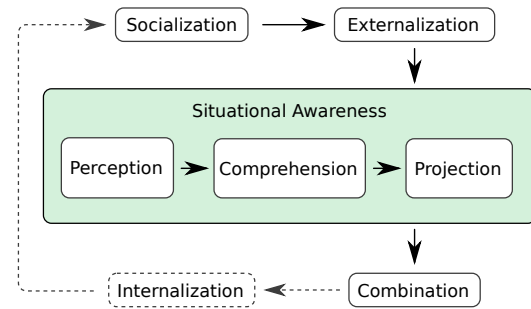 Socialization
Externalization
Situational Awareness
Perception
Comprehension
Projection
Internalization
Combination